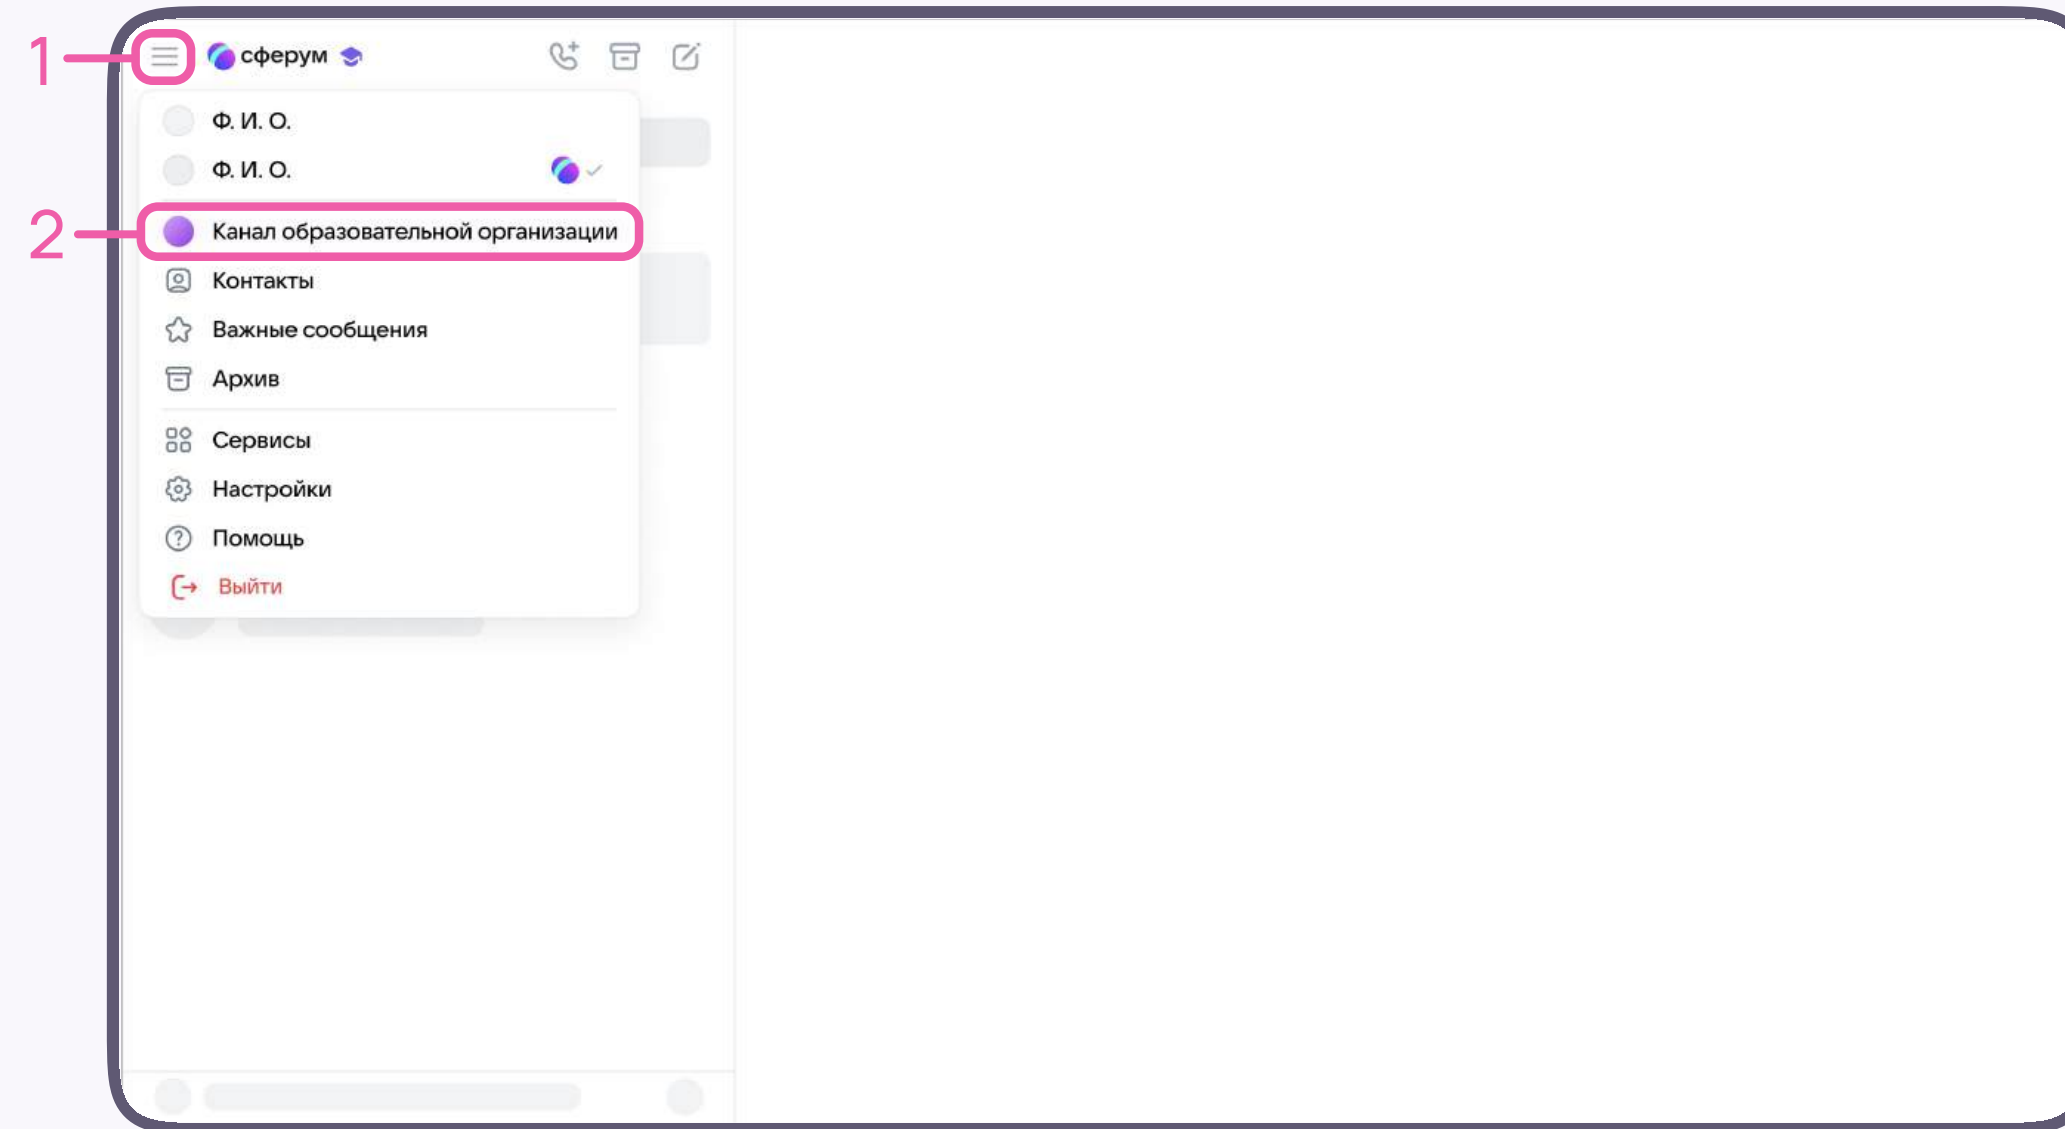 1
сферум
Ф. И. О.
Ф. И. О.
2
Канал образовательной организации
Контакты
Важные сообщения
Архив
Сервисы
Настройки
Помощь
Выйти